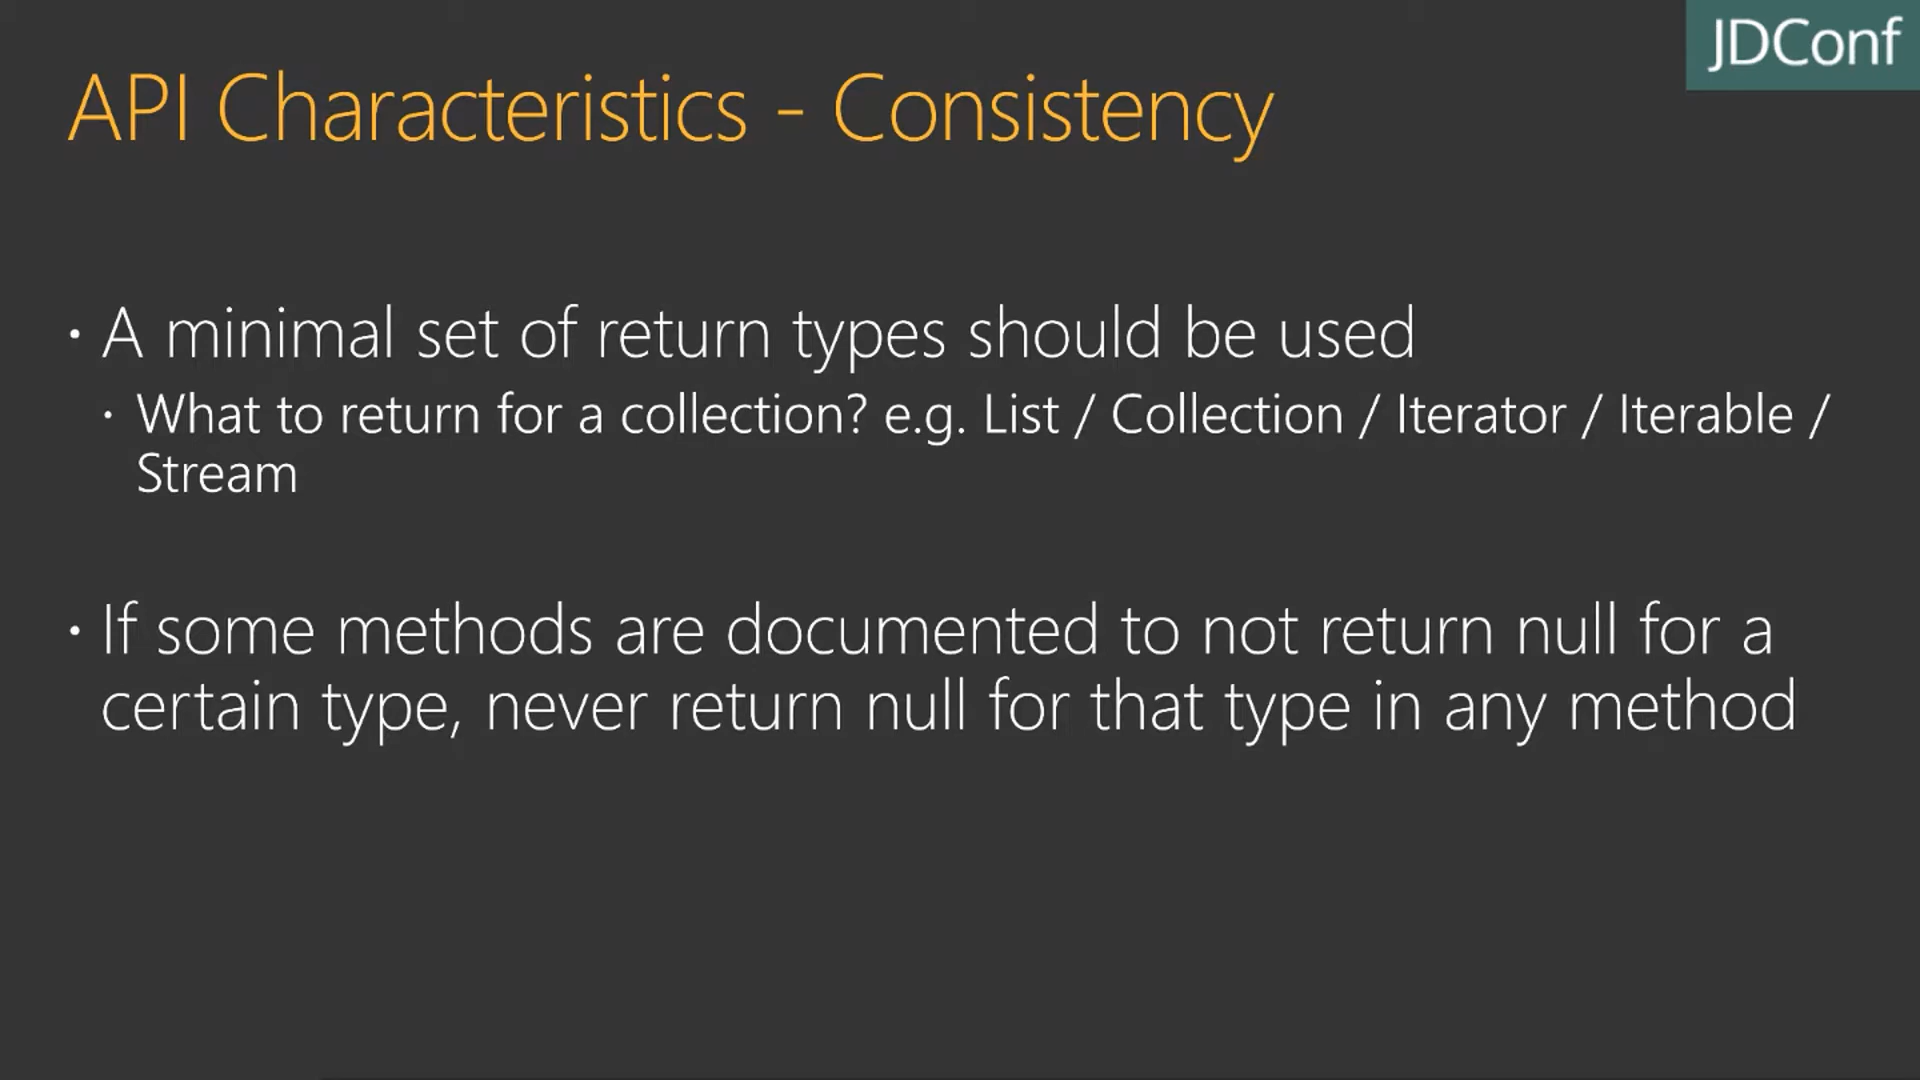 JDConf
API Characteristics - Consistency
· A minimal set of return types should be used
· What to return for a collection? e.g. List / Collection / Iterator / Iterable /
Stream
· If some methods are documented to not return null for a
certain type, never return null for that type in any method